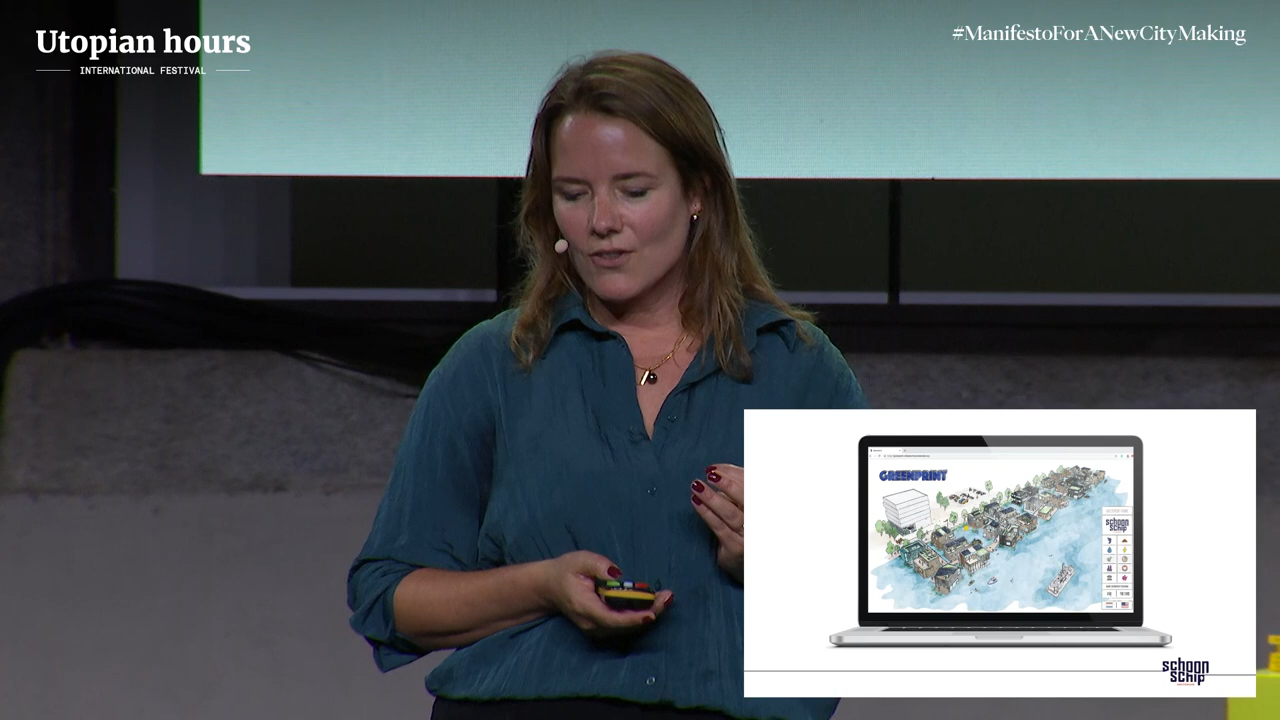 Utopian hours
INTERNATIONAL FESTIVAL
#ManifestoForANewCityMaking
GREENPRINT
schoon
schip
schoon
schip